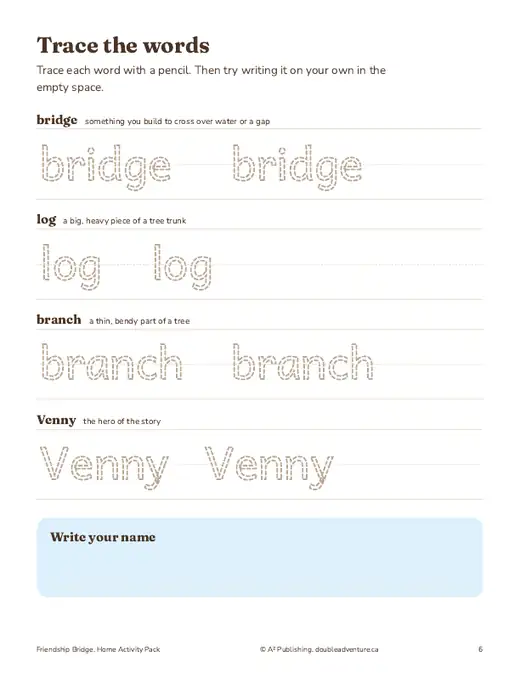 Trace the words
Trace each word with a pencil. Then try writing it on your own in the
empty space.
bridge something you build to cross over water or a gap
bridge bridge
log a big, heavy piece of a tree trunk
log log
branch a thin, bendy part of a tree
branch branch
Venny the hero of the story
Venny Venny
Write your name
Friendship Bridge. Home Activity Pack © A² Publishing. doubleadventure.ca 6